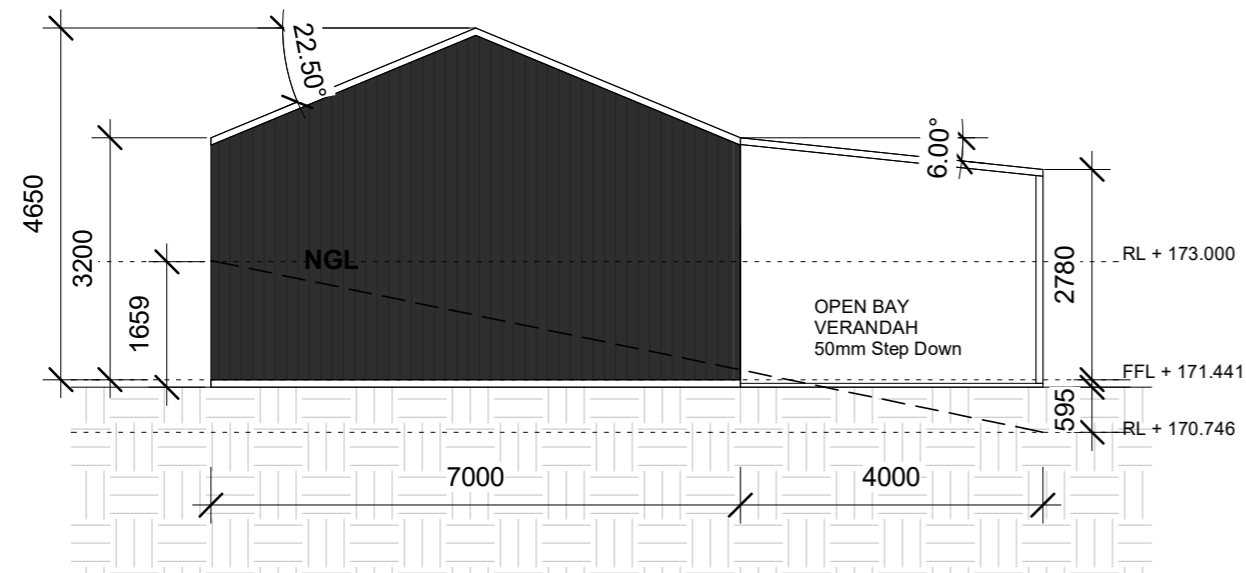 22.50°
6.00°
4650
3200
1659
NGL
2780
RL + 173.000
OPEN BAY
VERANDAH
50mm Step Down
FFL + 171.441
595
RL + 170.746
7000
4000